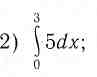 2) ∫₀³ 5dx;